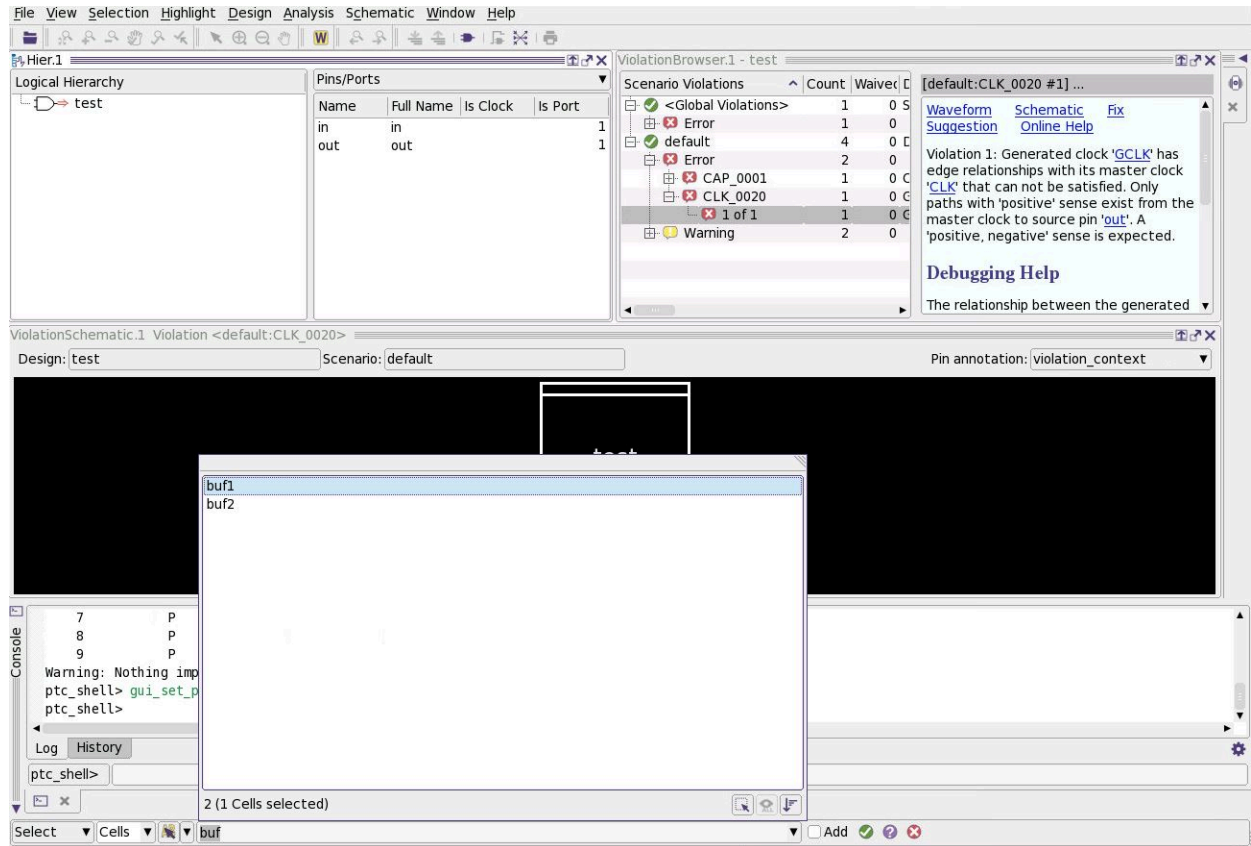 File View Selection Highlight Design Analysis Schematic Window Help
W
Hier.1
Logical Hierarchy
test
Pins/Ports
Name Full Name Is Clock Is Port
in in 1
out out 1
ViolationBrowser.1 - test
Scenario Violations Count Waived D
<Global Violations> 1 0 S
Error 1 0
default 4 0 D
Error 2 0
CAP_0001 1 0 C
CLK_0020 1 0 G
1 of 1 1 0 G
Warning 2 0
[default:CLK_0020 #1] ...
Waveform Schematic Fix
Suggestion Online Help
Violation 1: Generated clock 'GCLK' has
edge relationships with its master clock
'CLK' that can not be satisfied. Only
paths with 'positive' sense exist from the
master clock to source pin 'out'. A
'positive, negative' sense is expected.
Debugging Help
The relationship between the generated
ViolationSchematic.1 Violation <default:CLK_0020>
Design: test Scenario: default Pin annotation: violation_context
buf1
buf2
2 (1 Cells selected)
Console
7 P
8 P
9 P
Warning: Nothing imp
ptc_shell> gui_set_p
ptc_shell>
Log History
ptc_shell>
Select Cells buf Add